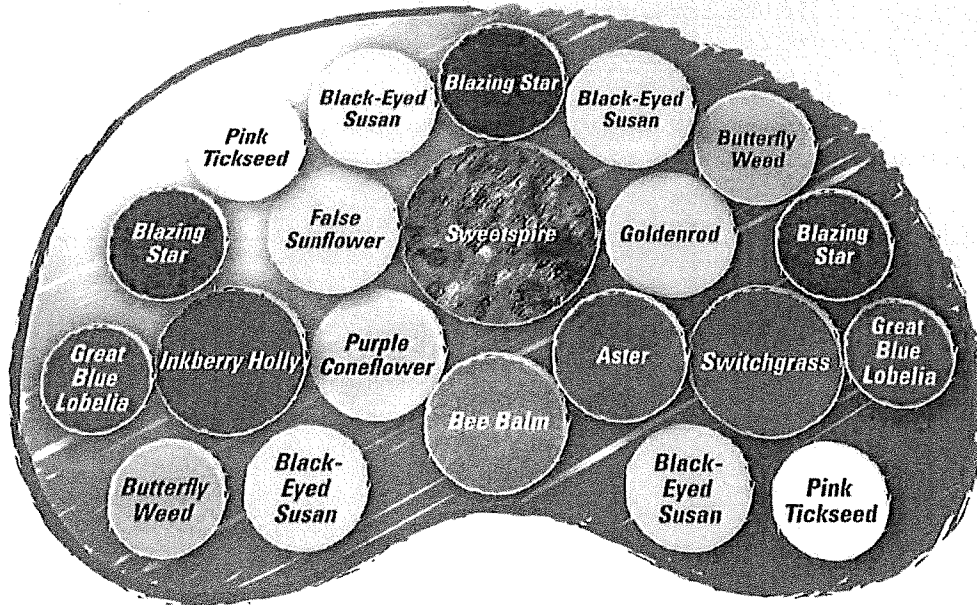 Blazing Star
Black-Eyed
Susan
Black-Eyed
Susan
Pink
Tickseed
Butterfly
Weed
Blazing
Star
False
Sunflower
Sweetspire
Goldenrod
Blazing
Star
Great
Blue
Lobelia
Inkberry Holly
Purple
Coneflower
Aster
Switchgrass
Great
Blue
Lobelia
Bee Balm
Butterfly
Weed
Black-
Eyed
Susan
Black-
Eyed
Susan
Pink
Tickseed